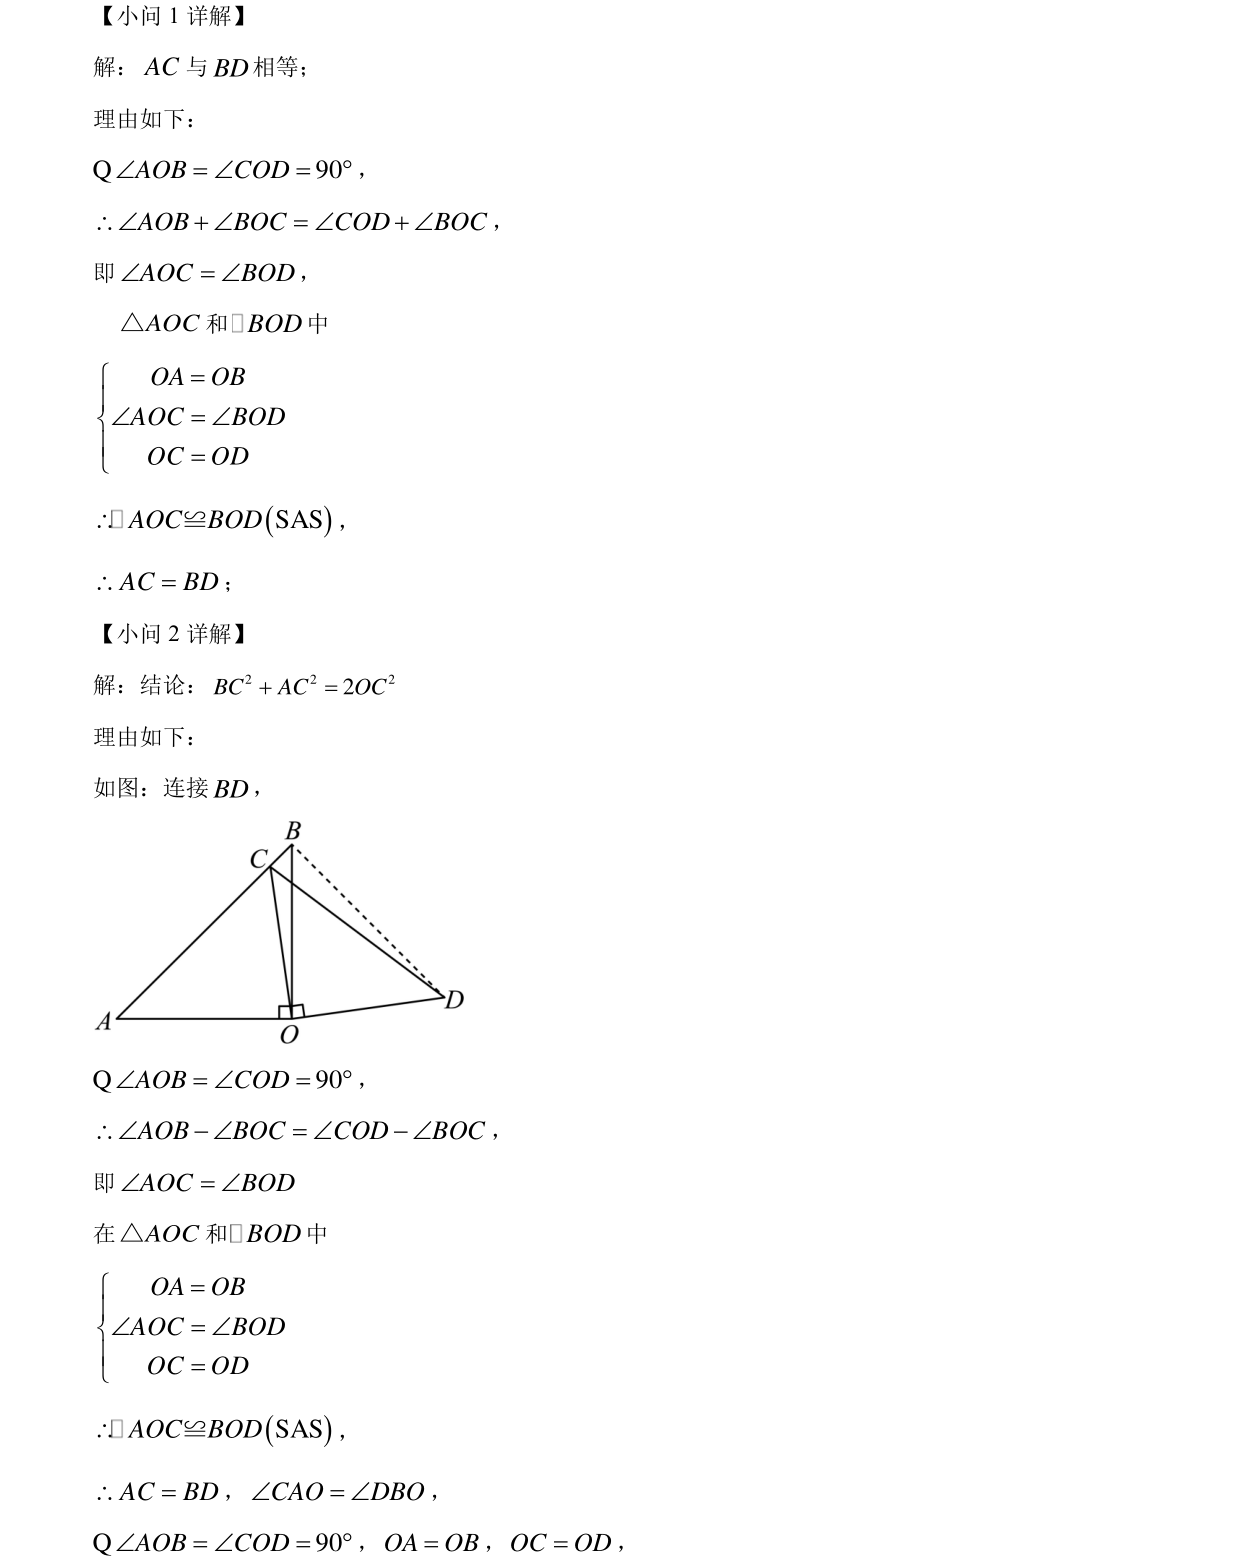 【小问 1 详解】
解： AC 与 BD 相等；
理由如下：
Q∠AOB = ∠COD = 90°，
∴∠AOB + ∠BOC = ∠COD + ∠BOC，
即∠AOC = ∠BOD，
△AOC 和□BOD 中
OA = OB
∠AOC = ∠BOD
OC = OD
∴□AOC≌BOD(SAS)，
∴AC = BD；
【小问 2 详解】
解：结论： BC² + AC² = 2OC²
理由如下：
如图：连接 BD，
B
C
D
A
O
Q∠AOB = ∠COD = 90°，
∴∠AOB − ∠BOC = ∠COD − ∠BOC，
即∠AOC = ∠BOD
在△AOC 和□BOD 中
OA = OB
∠AOC = ∠BOD
OC = OD
∴□AOC≌BOD(SAS)，
∴AC = BD， ∠CAO = ∠DBO，
Q∠AOB = ∠COD = 90°， OA = OB， OC = OD，